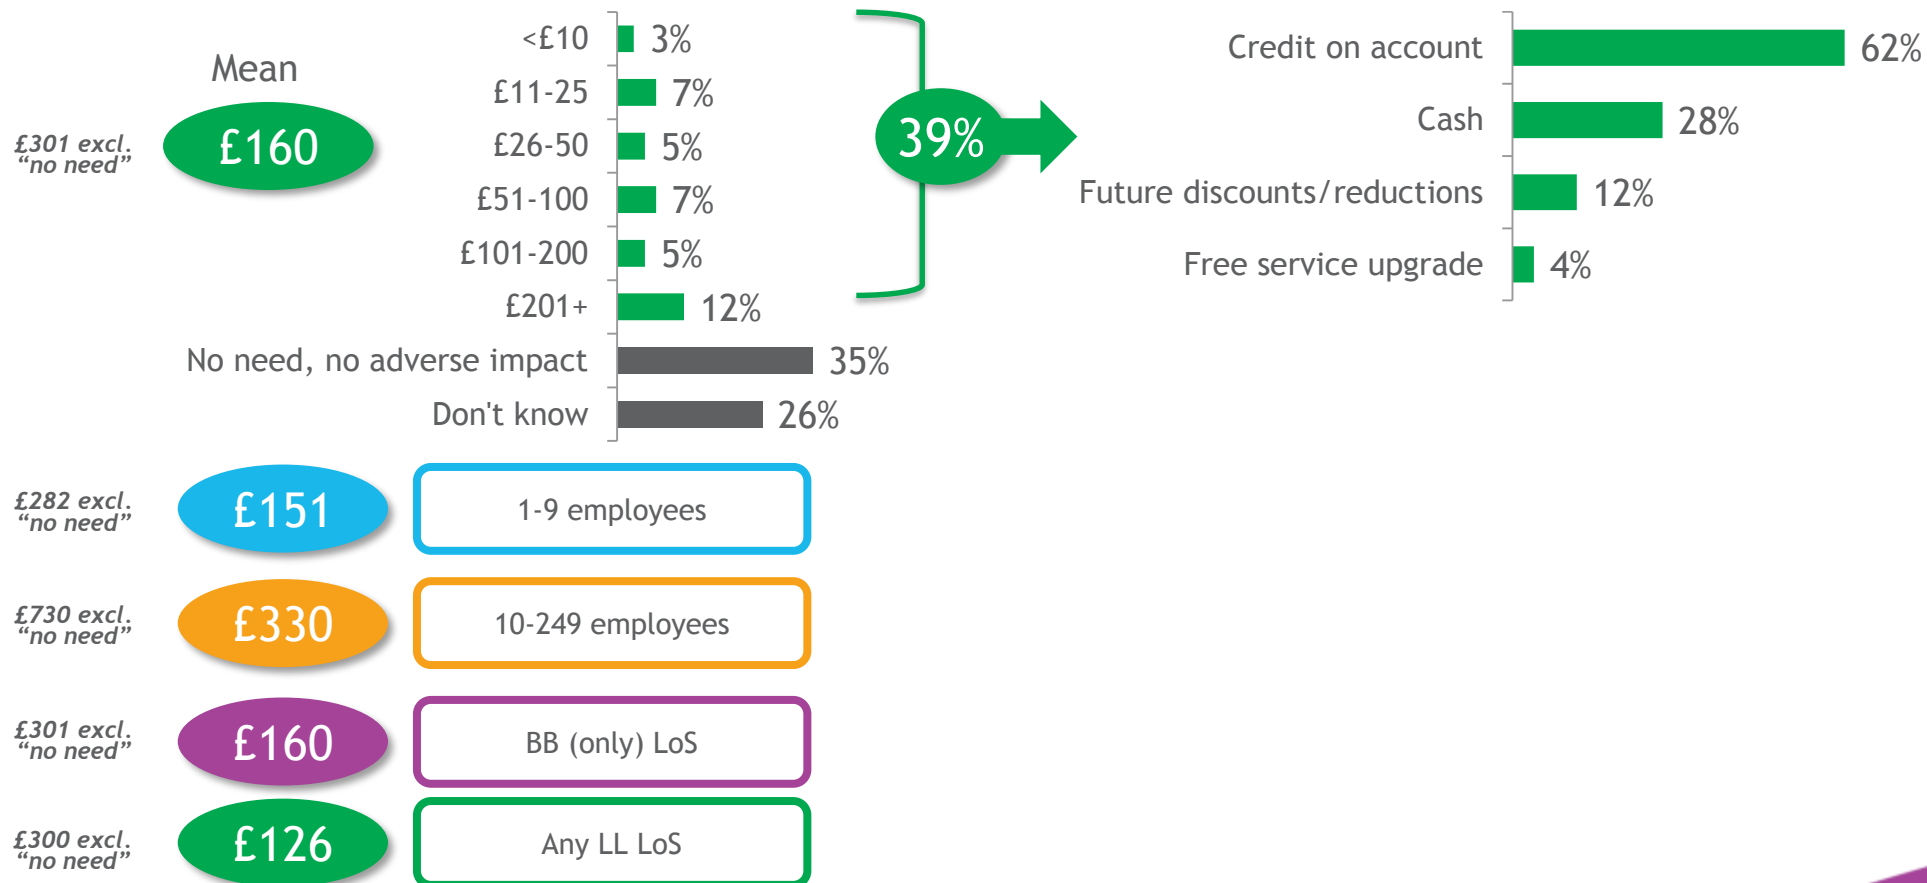 Mean
£160
£301 excl.
“no need”
<£10 3%
£11-25 7%
£26-50 5%
£51-100 7%
£101-200 5%
£201+ 12%
No need, no adverse impact 35%
Don't know 26%
39%
Credit on account 62%
Cash 28%
Future discounts/reductions 12%
Free service upgrade 4%
£282 excl.
“no need”
£151
1-9 employees
£730 excl.
“no need”
£330
10-249 employees
£301 excl.
“no need”
£160
BB (only) LoS
£300 excl.
“no need”
£126
Any LL LoS